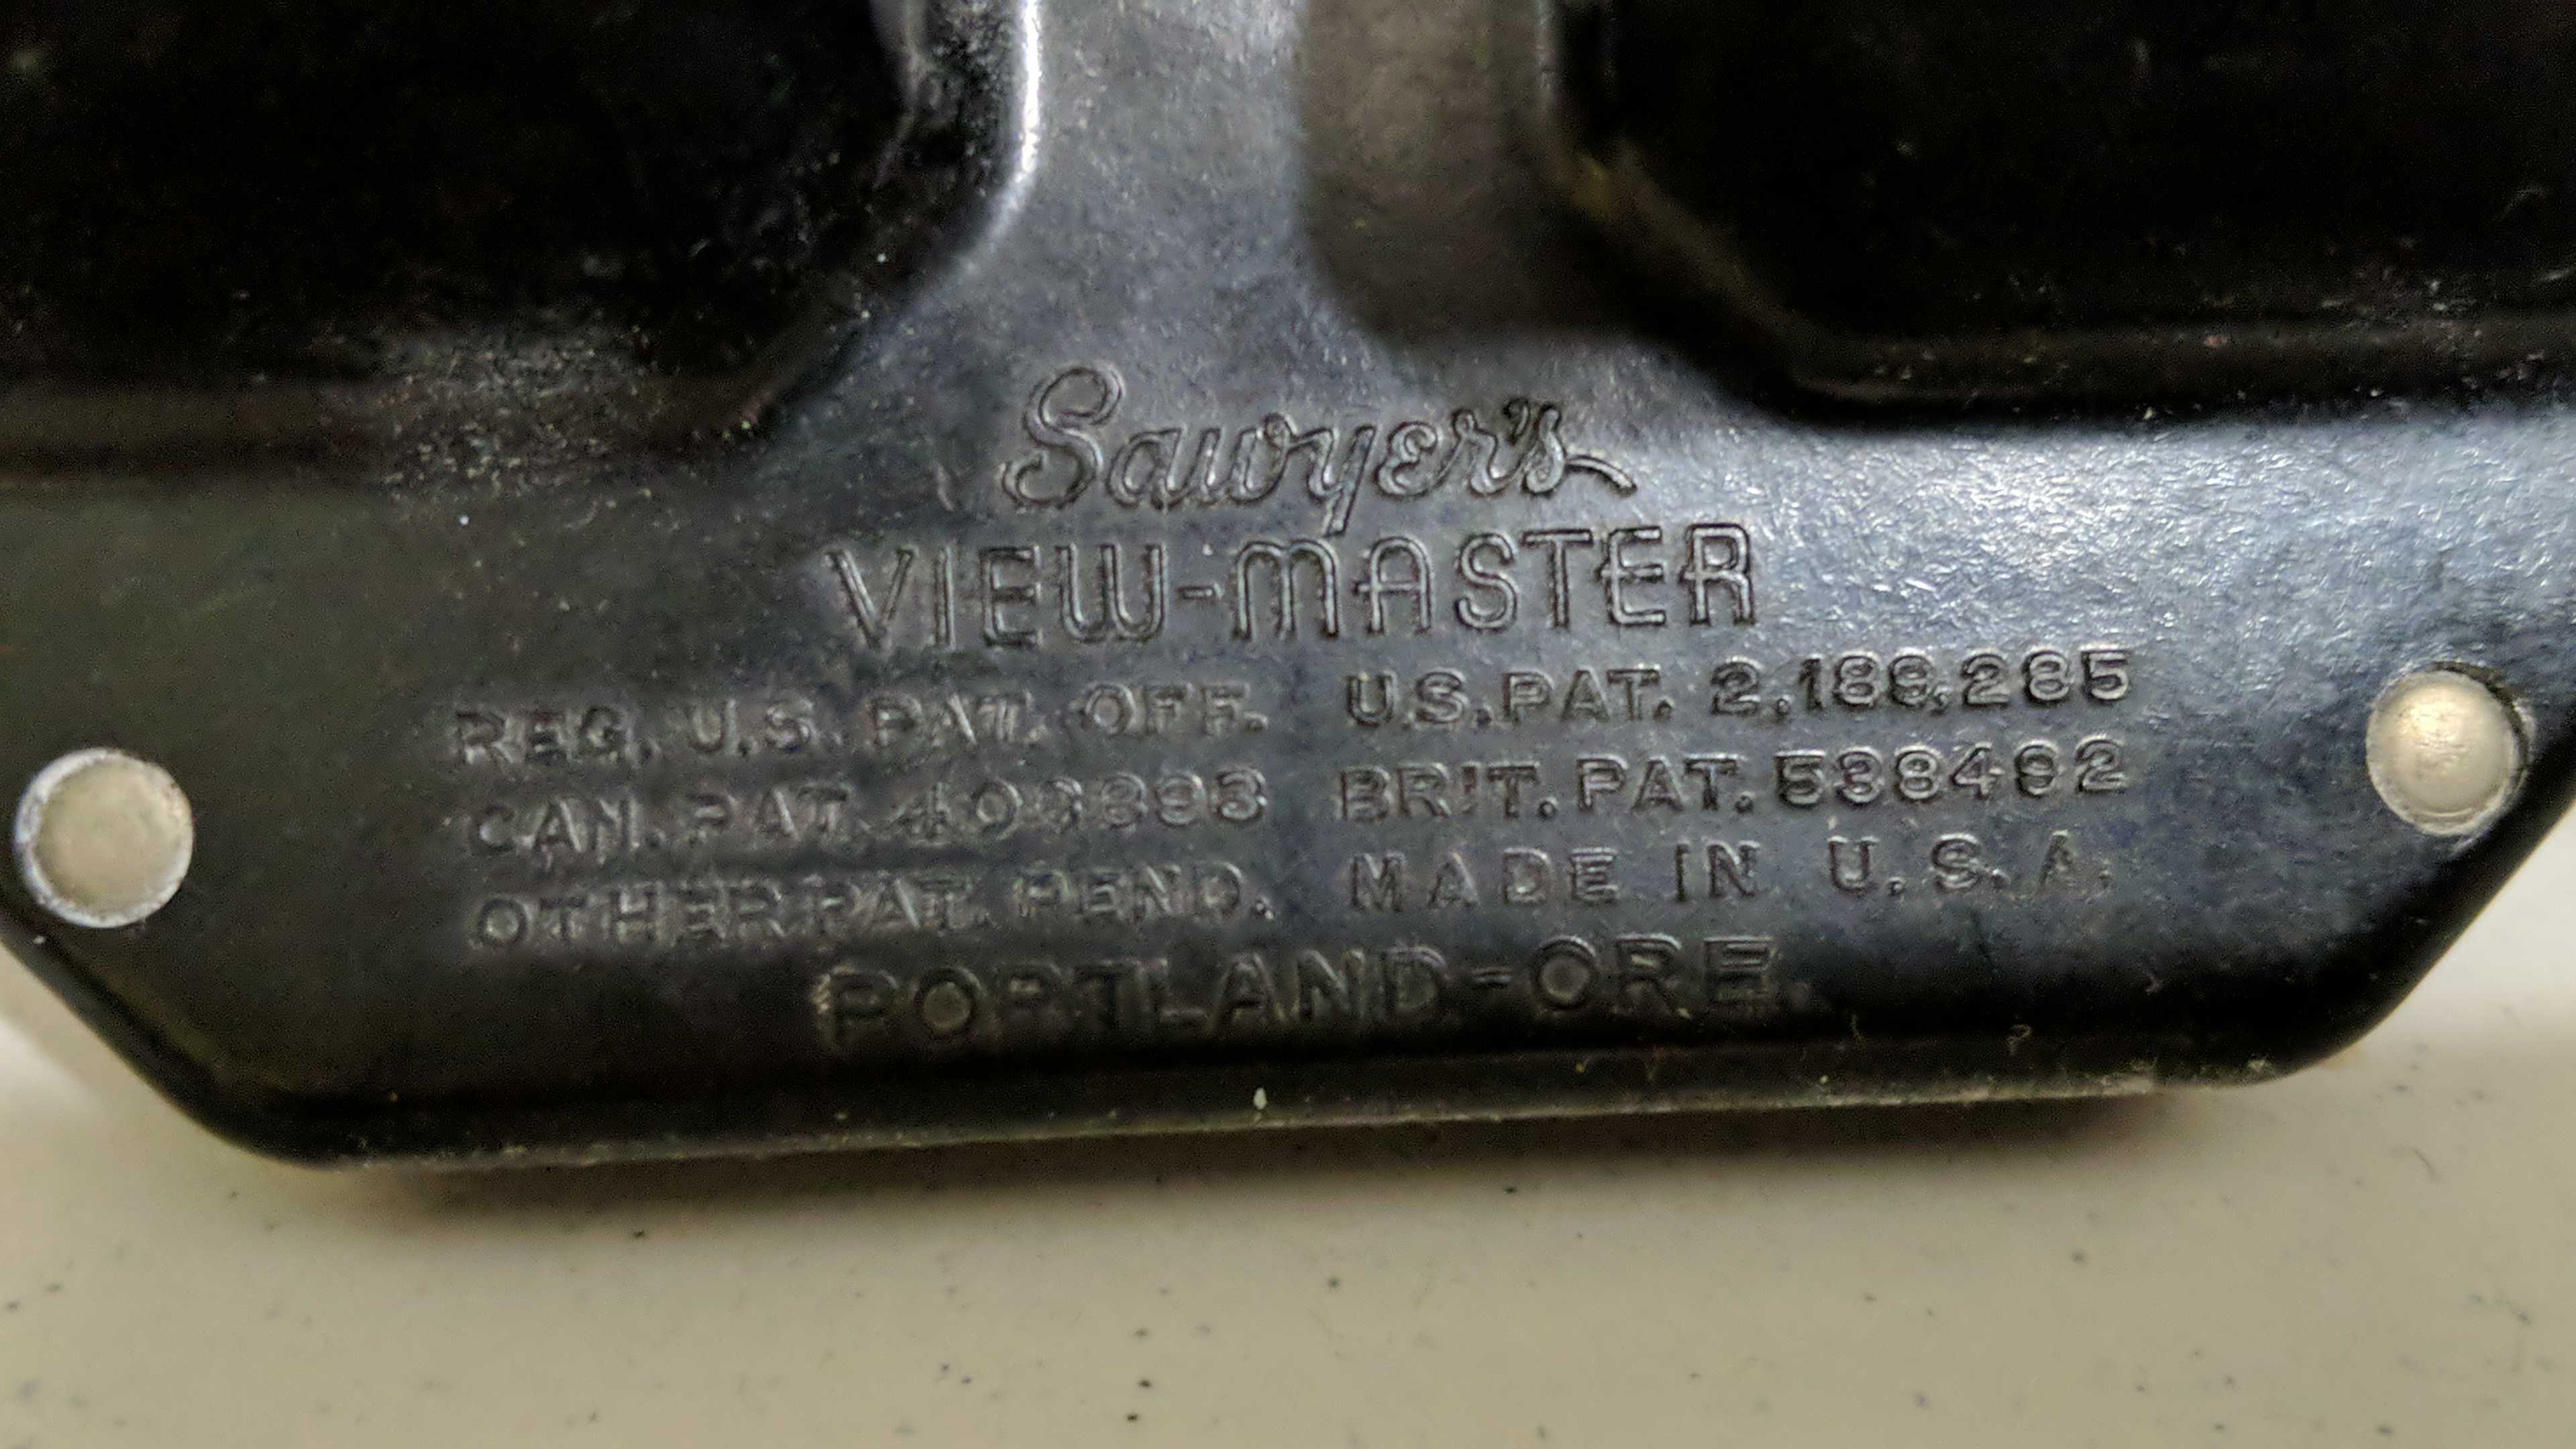 Sawyer's
VIEW-MASTER
REG. U.S. PAT. OFF. U.S. PAT. 2,189,285
CAN. PAT. 403893 BRIT. PAT. 538492
OTHER PAT. PEND. MADE IN U.S.A.
PORTLAND-ORE.